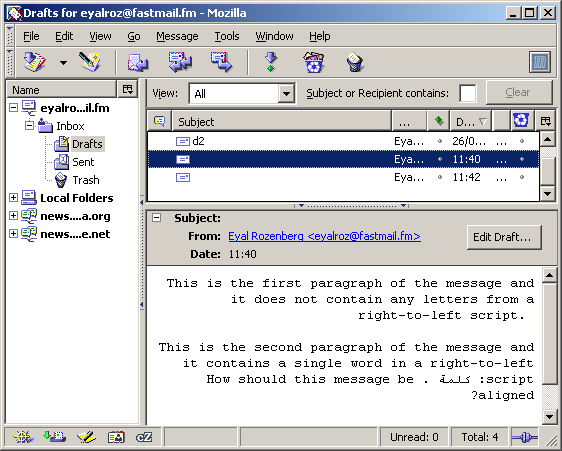 Drafts for eyalroz@fastmail.fm - Mozilla
File Edit View Go Message Tools Window Help
Name
eyalro...il.fm
Inbox
Drafts
Sent
Trash
Local Folders
news....a.org
news....e.net
View: All Subject or Recipient contains: Clear
Subject ... D...
d2 Eya... 26/0... ...
Eya... 11:40 ...
Eya... 11:42 ...
Subject:
From: Eyal Rozenberg <eyalroz@fastmail.fm>
Edit Draft...
Date: 11:40
This is the first paragraph of the message and
it does not contain any letters from a
right-to-left script.
This is the second paragraph of the message and
it contains a single word in a right-to-left
How should this message be . كلمة :script
?aligned
Unread: 0 Total: 4